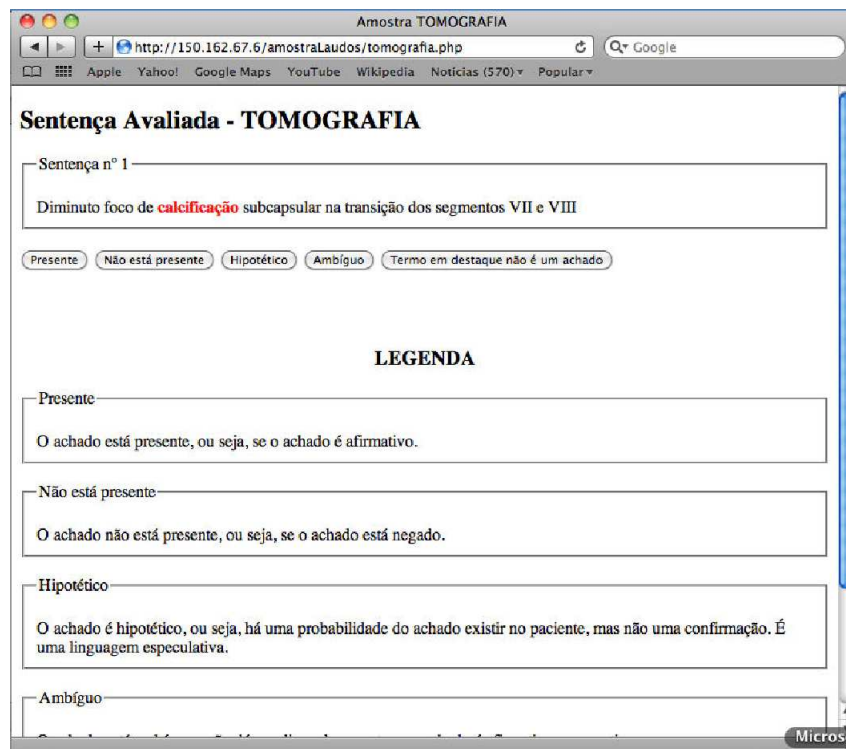 Amostra TOMOGRAFIA
http://150.162.67.6/amostraLaudos/tomografia.php
Google
Apple Yahoo! Google Maps YouTube Wikipedia Notícias (570) Popular
Sentença Avaliada - TOMOGRAFIA
Sentença nº 1
Diminuto foco de calcificação subcapsular na transição dos segmentos VII e VIII
Presente Não está presente Hipotético Ambíguo Termo em destaque não é um achado
LEGENDA
Presente
O achado está presente, ou seja, se o achado é afirmativo.
Não está presente
O achado não está presente, ou seja, se o achado está negado.
Hipotético
O achado é hipotético, ou seja, há uma probabilidade do achado existir no paciente, mas não uma confirmação. É
uma linguagem especulativa.
Ambíguo
Micros